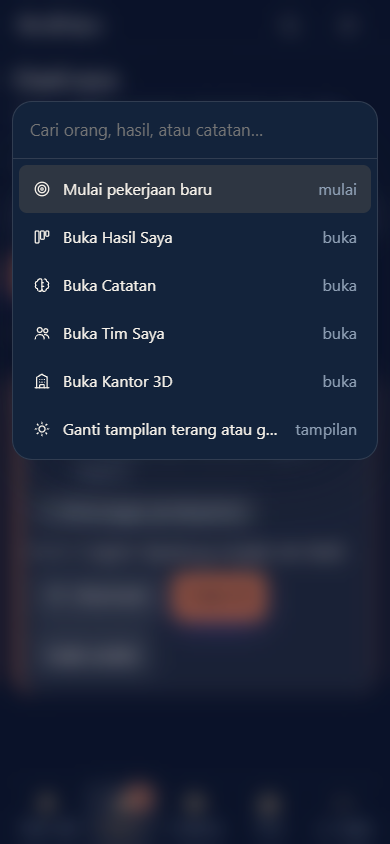 Cari orang, hasil, atau catatan...
Mulai pekerjaan baru mulai
Buka Hasil Saya buka
Buka Catatan buka
Buka Tim Saya buka
Buka Kantor 3D buka
Ganti tampilan terang atau g... tampilan